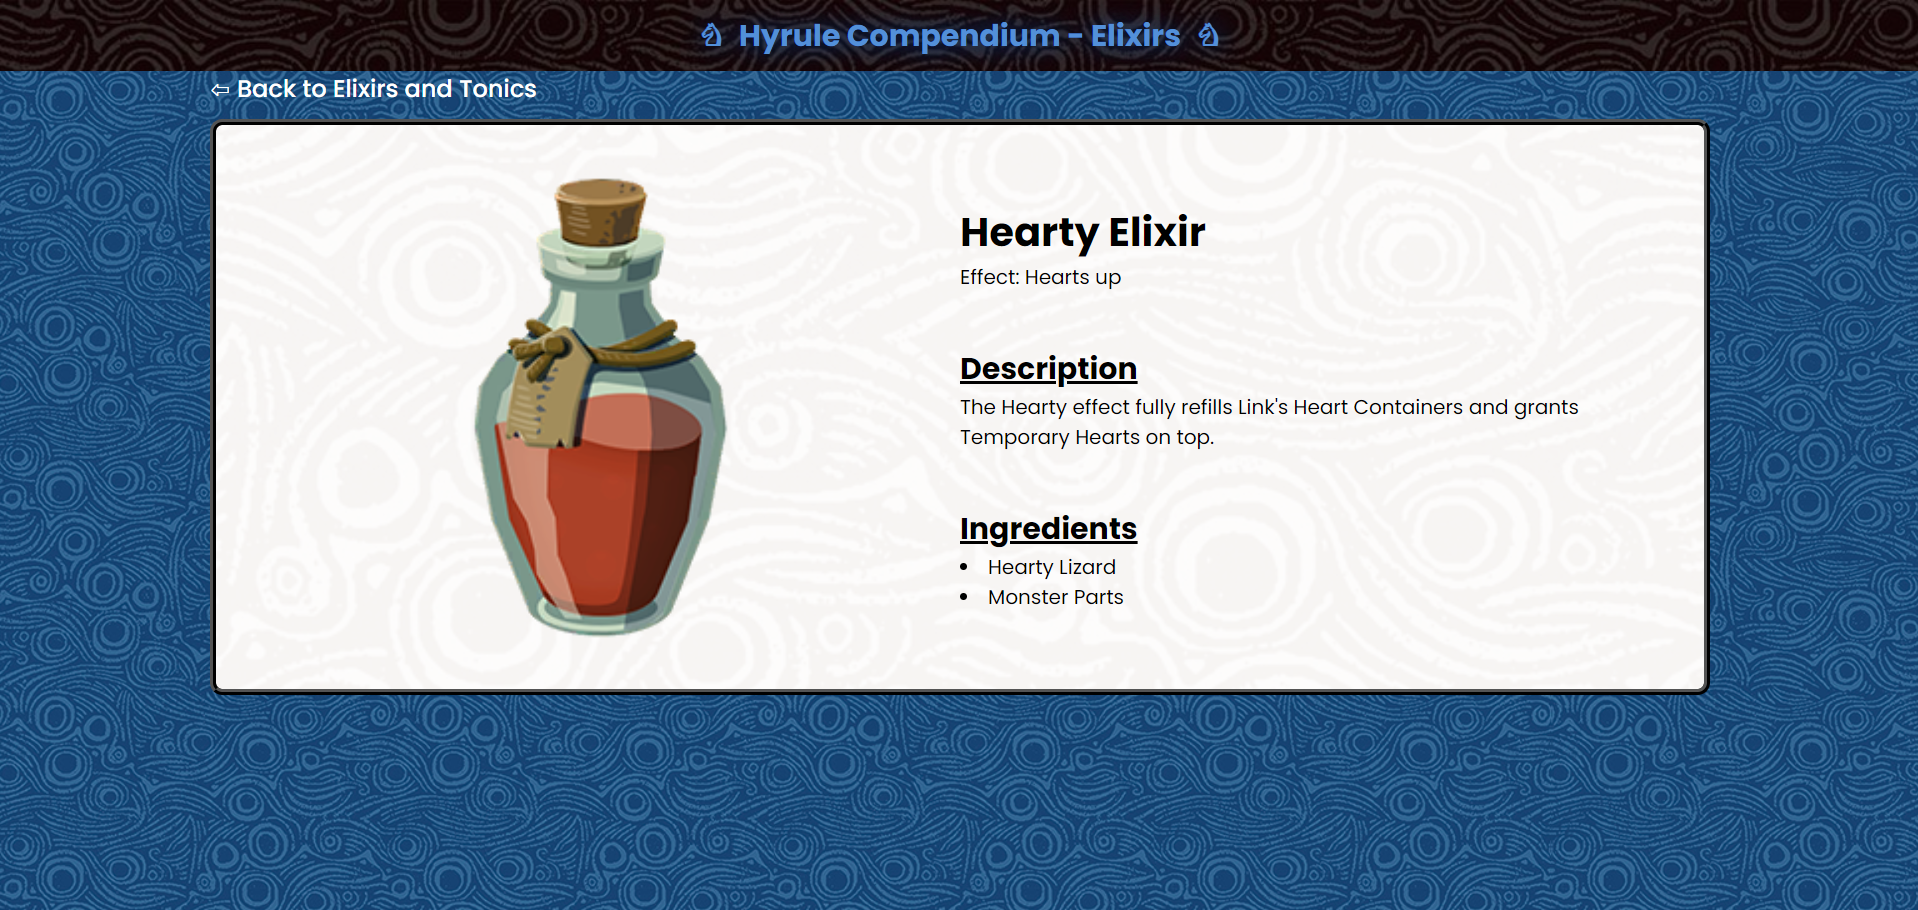 ♘ Hyrule Compendium - Elixirs ♘
⇦ Back to Elixirs and Tonics
Hearty Elixir
Effect: Hearts up
Description
The Hearty effect fully refills Link's Heart Containers and grants
Temporary Hearts on top.
Ingredients
• Hearty Lizard
• Monster Parts